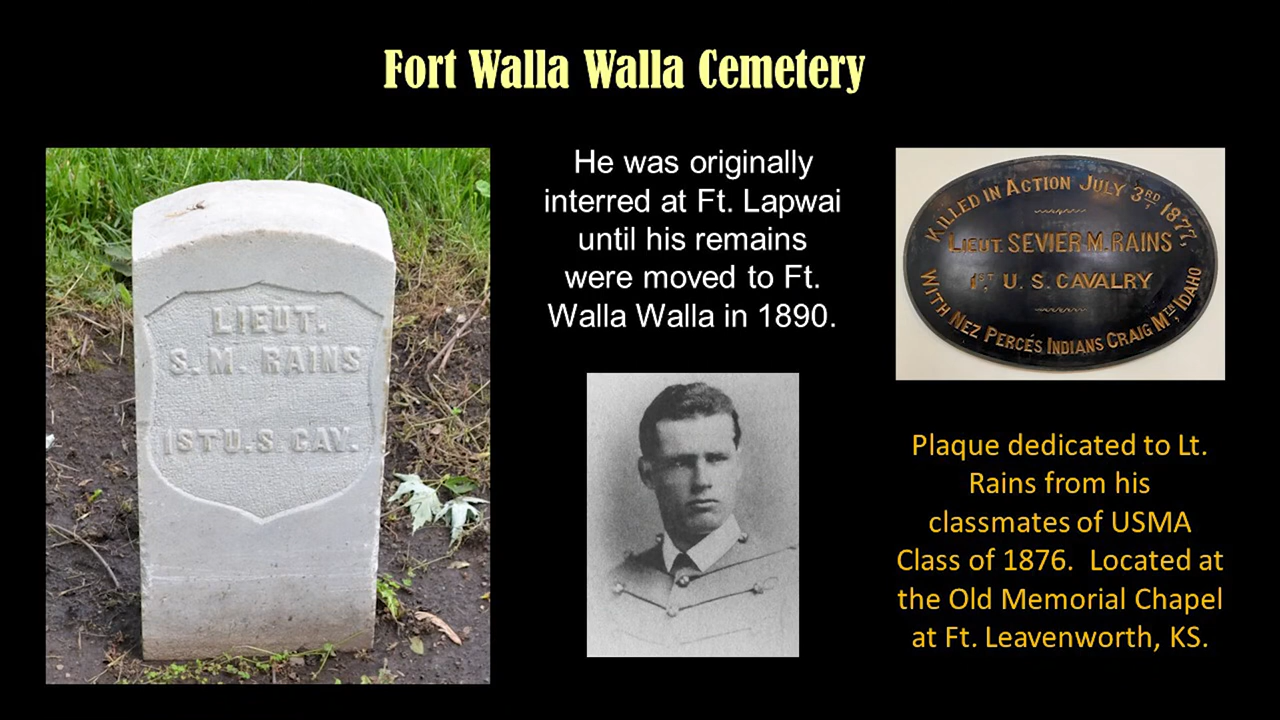 Fort Walla Walla Cemetery
LIEUT.
S. M. RAINS
1ST U.S. CAV.
He was originally
interred at Ft. Lapwai
until his remains
were moved to Ft.
Walla Walla in 1890.
KILLED IN ACTION JULY 3RD 1877,
LIEUT. SEVIER M. RAINS
1ST U. S. CAVALRY
WITH NEZ PERCÉS INDIANS CRAIG MTN, IDAHO
Plaque dedicated to Lt.
Rains from his
classmates of USMA
Class of 1876. Located at
the Old Memorial Chapel
at Ft. Leavenworth, KS.